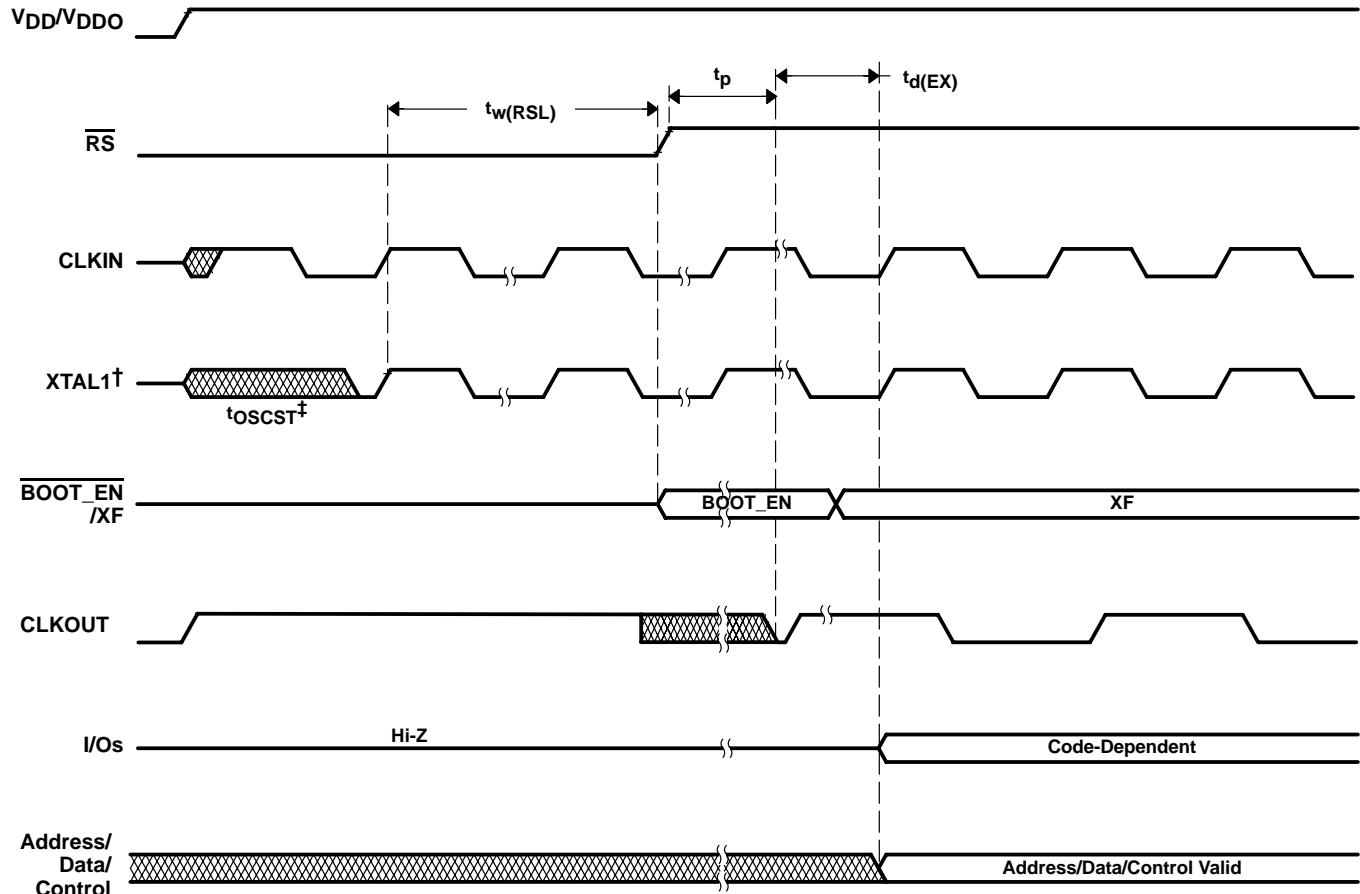 VDD/VDDO
tp
td(EX)
tw(RSL)
RS
CLKIN
XTAL1†
tOSCST‡
BOOT_EN
/XF
BOOT_EN
XF
CLKOUT
I/Os
Hi-Z
Code-Dependent
Address/
Data/
Control
Address/Data/Control Valid